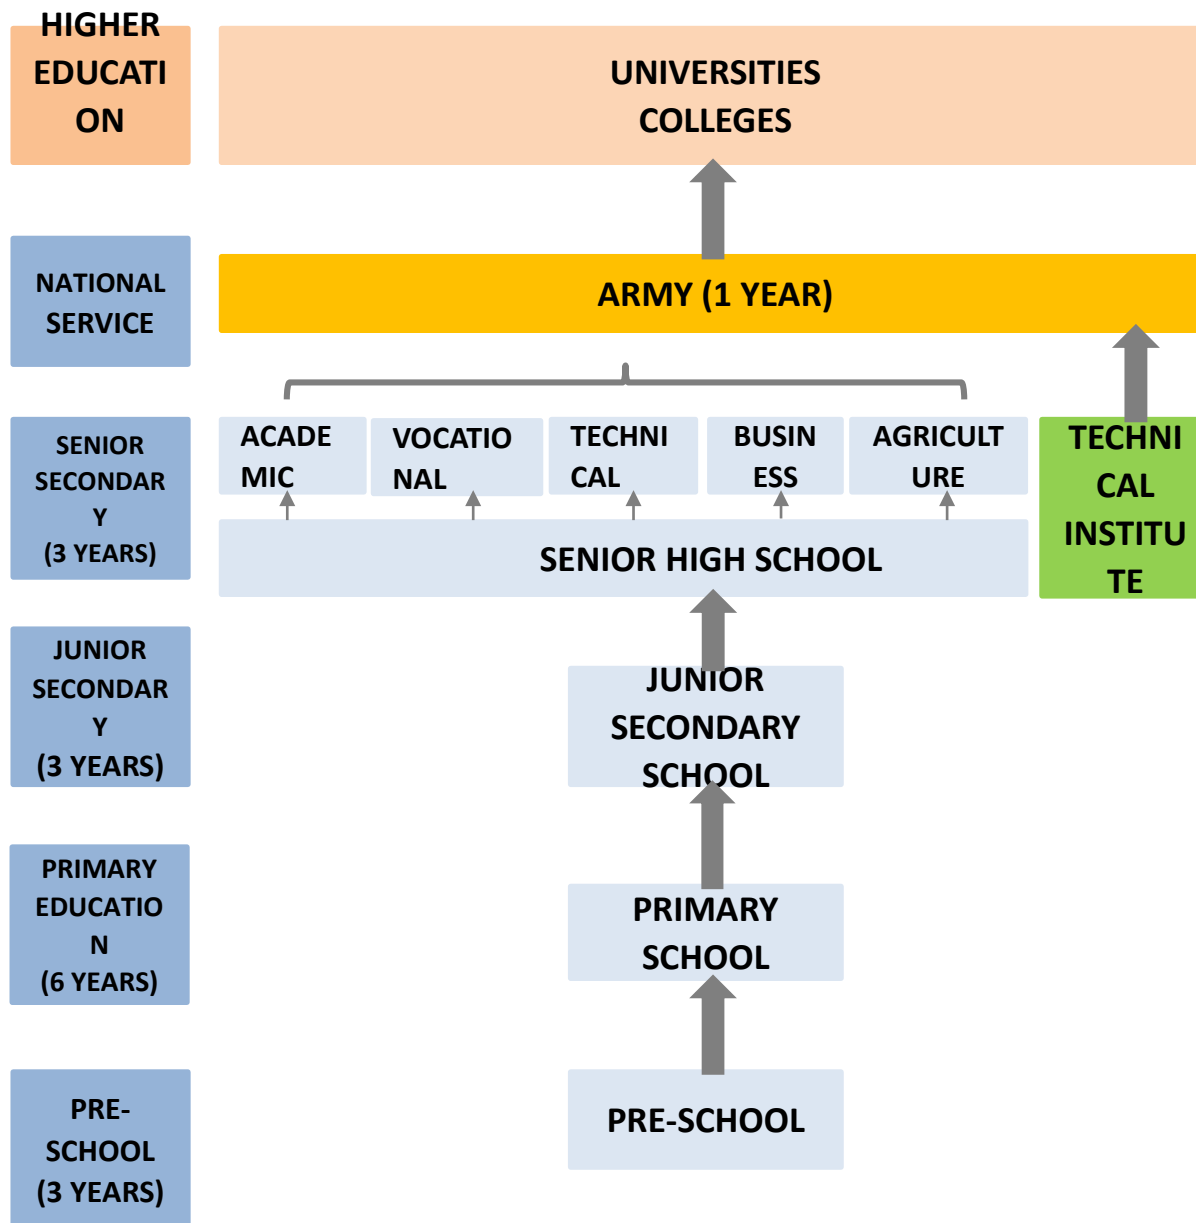 HIGHER
EDUCATI
ON
UNIVERSITIES
COLLEGES
NATIONAL
SERVICE
ARMY (1 YEAR)
SENIOR
SECONDAR
Y
(3 YEARS)
ACADE
MIC
VOCATIO
NAL
TECHNI
CAL
BUSIN
ESS
AGRICULT
URE
TECHNI
CAL
INSTITU
TE
SENIOR HIGH SCHOOL
JUNIOR
SECONDAR
Y
(3 YEARS)
JUNIOR
SECONDARY
SCHOOL
PRIMARY
EDUCATIO
N
(6 YEARS)
PRIMARY
SCHOOL
PRE-
SCHOOL
(3 YEARS)
PRE-SCHOOL